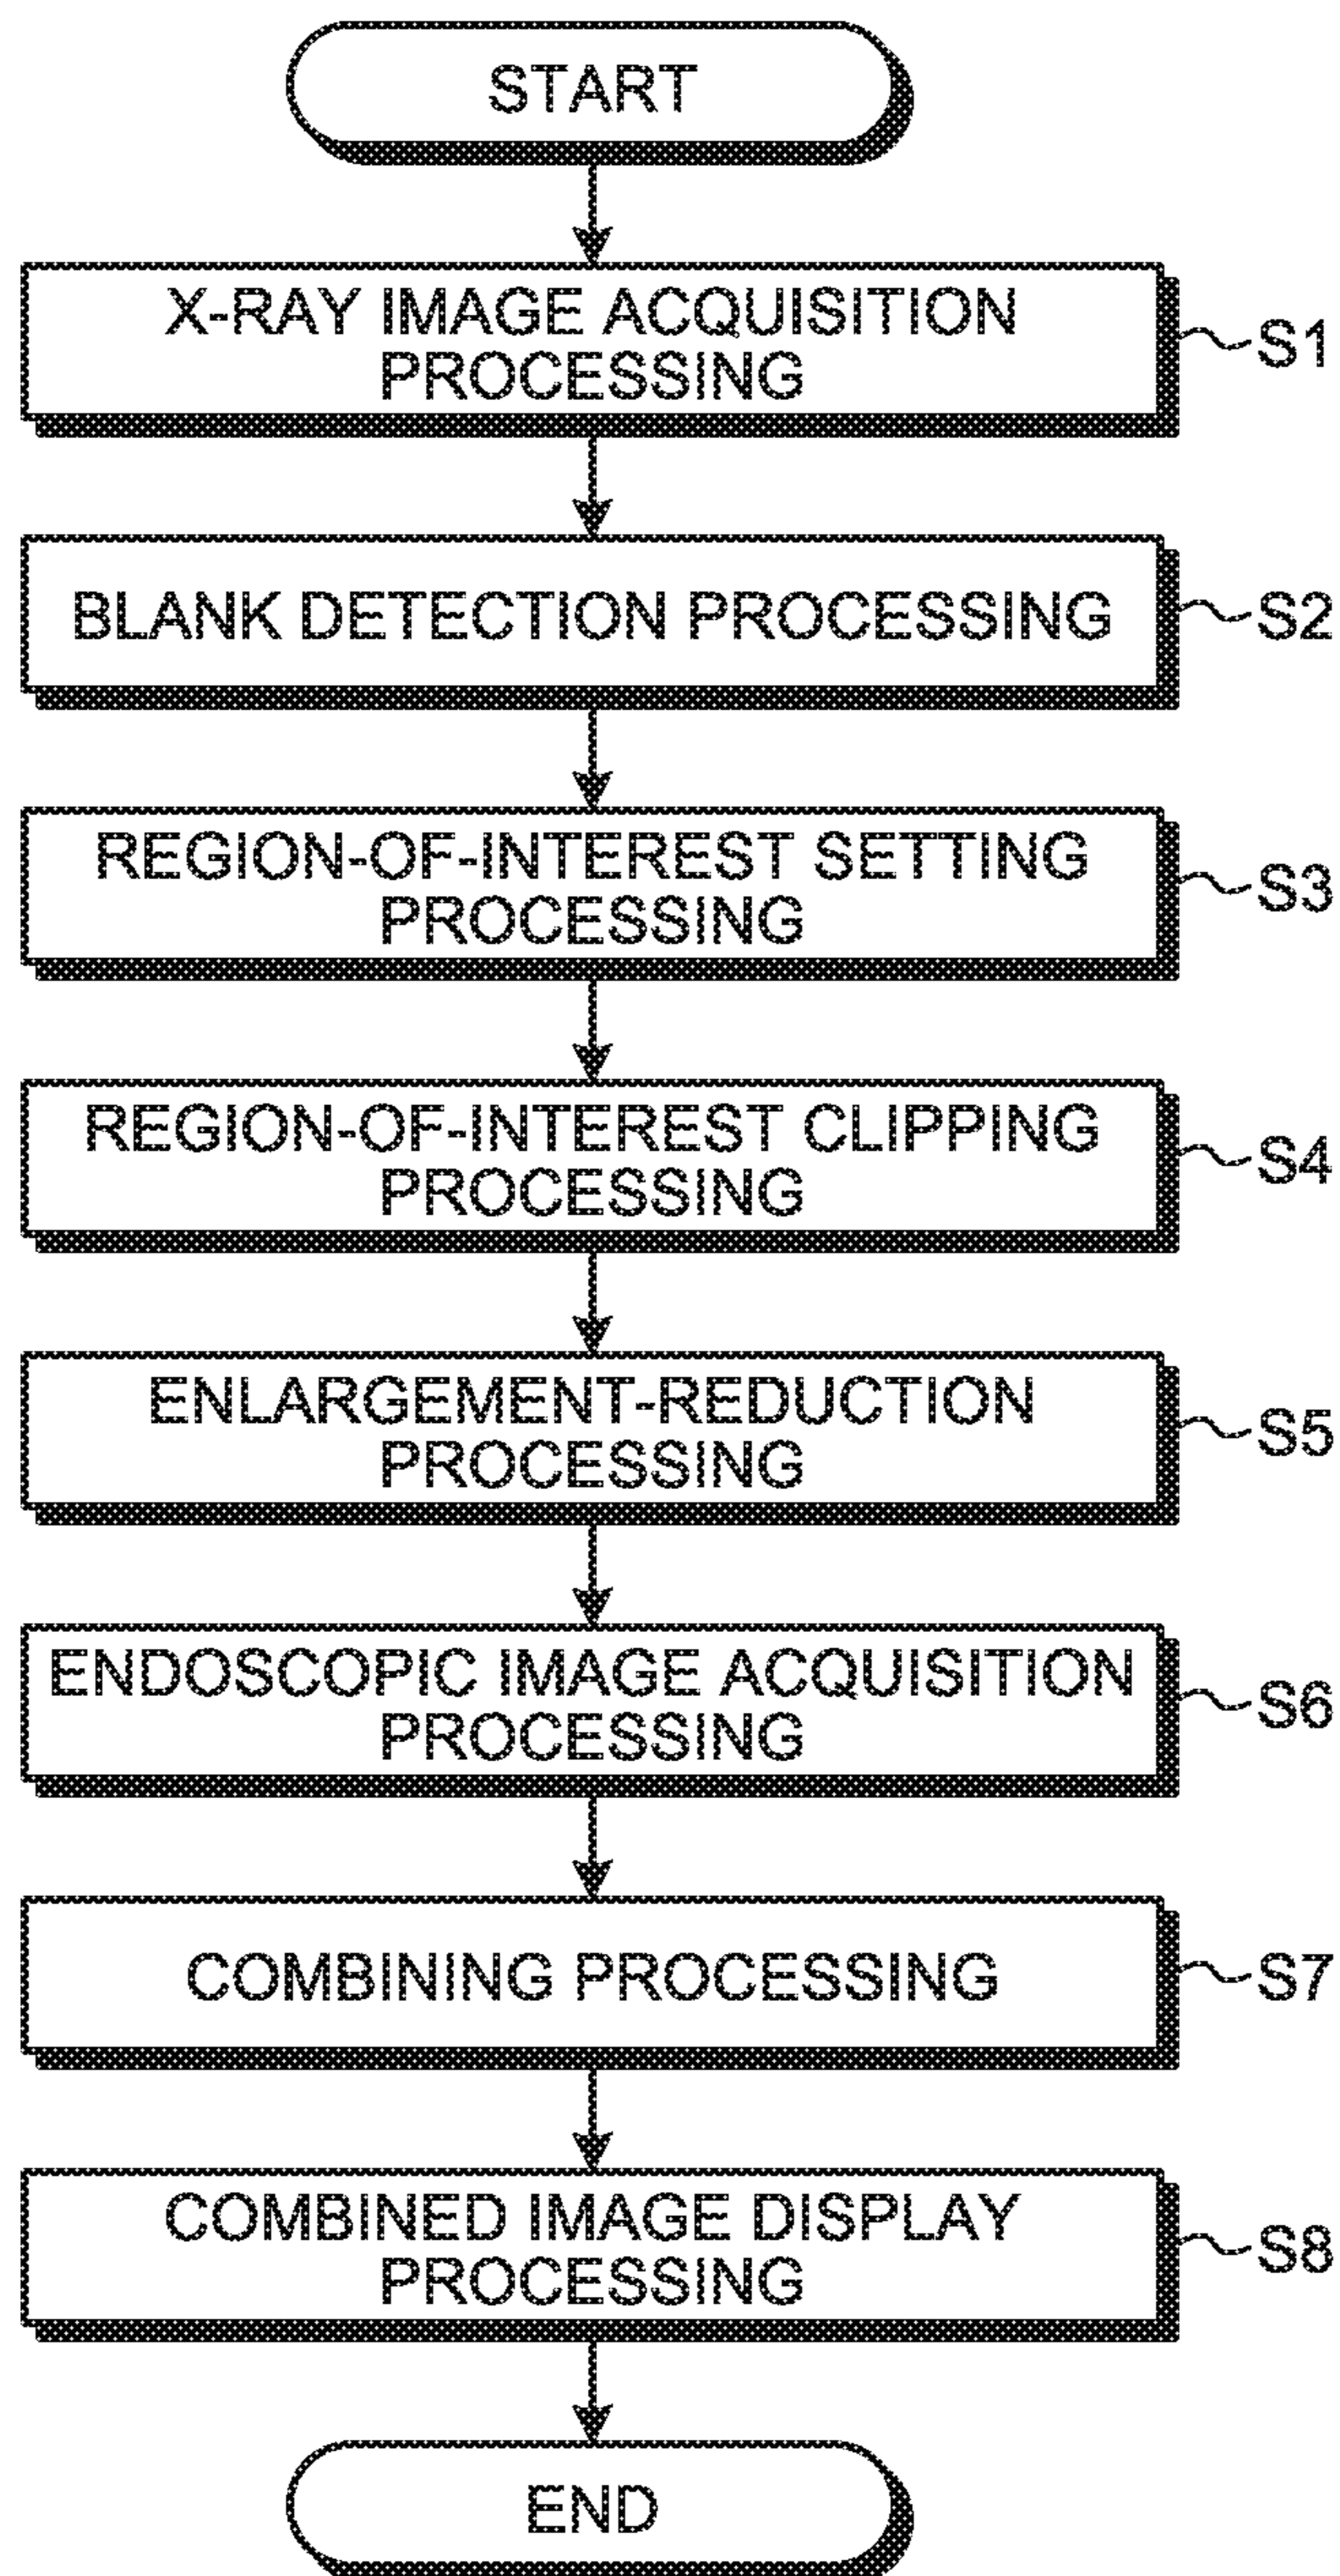 START
X-RAY IMAGE ACQUISITION
PROCESSING
S1
BLANK DETECTION PROCESSING
S2
REGION-OF-INTEREST SETTING
PROCESSING
S3
REGION-OF-INTEREST CLIPPING
PROCESSING
S4
ENLARGEMENT-REDUCTION
PROCESSING
S5
ENDOSCOPIC IMAGE ACQUISITION
PROCESSING
S6
COMBINING PROCESSING
S7
COMBINED IMAGE DISPLAY
PROCESSING
S8
END